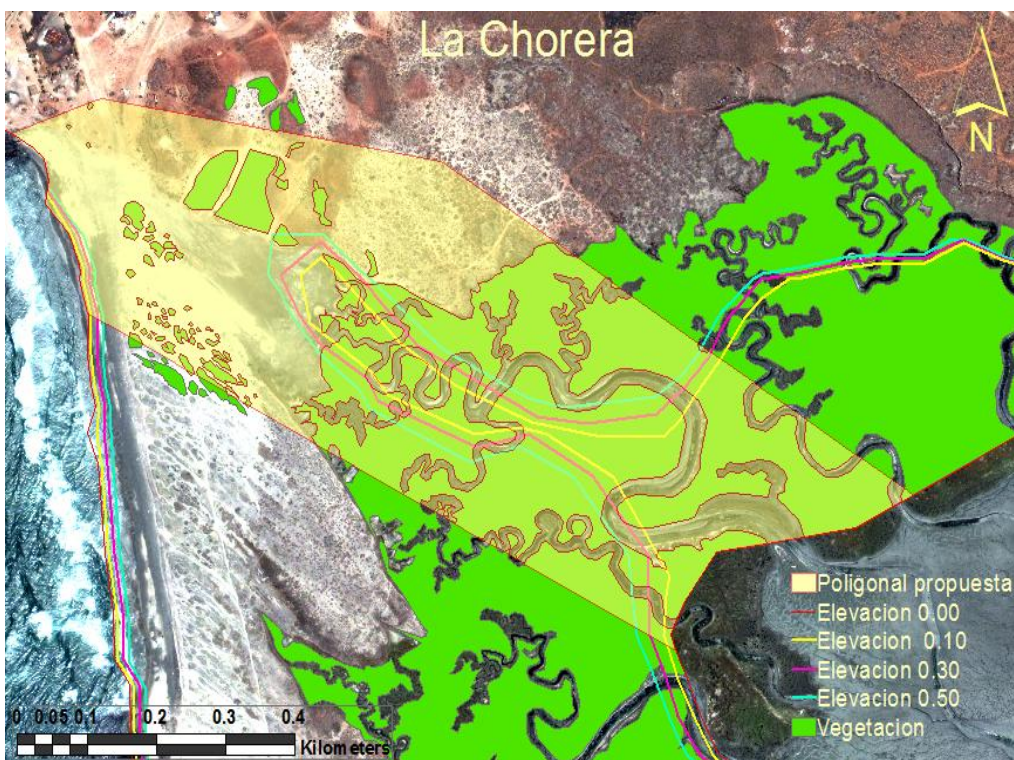 La Chorera
N
Poligonal propuesta
Elevacion 0.00
Elevacion 0.10
Elevacion 0.30
Elevacion 0.50
Vegetacion
0 0.05 0.1 0.2 0.3 0.4
Kilometers